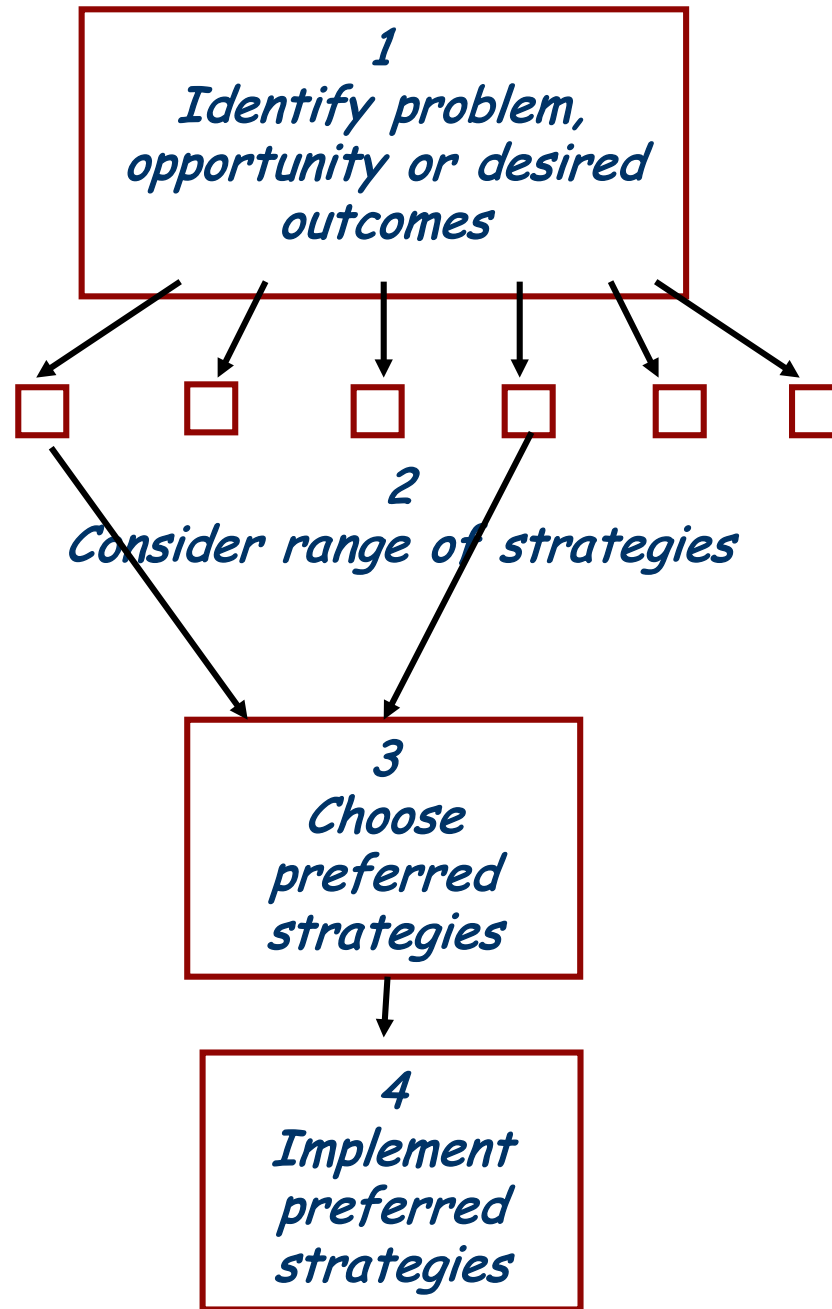 1
Identify problem,
opportunity or desired
outcomes
2
Consider range of strategies
3
Choose
preferred
strategies
4
Implement
preferred
strategies